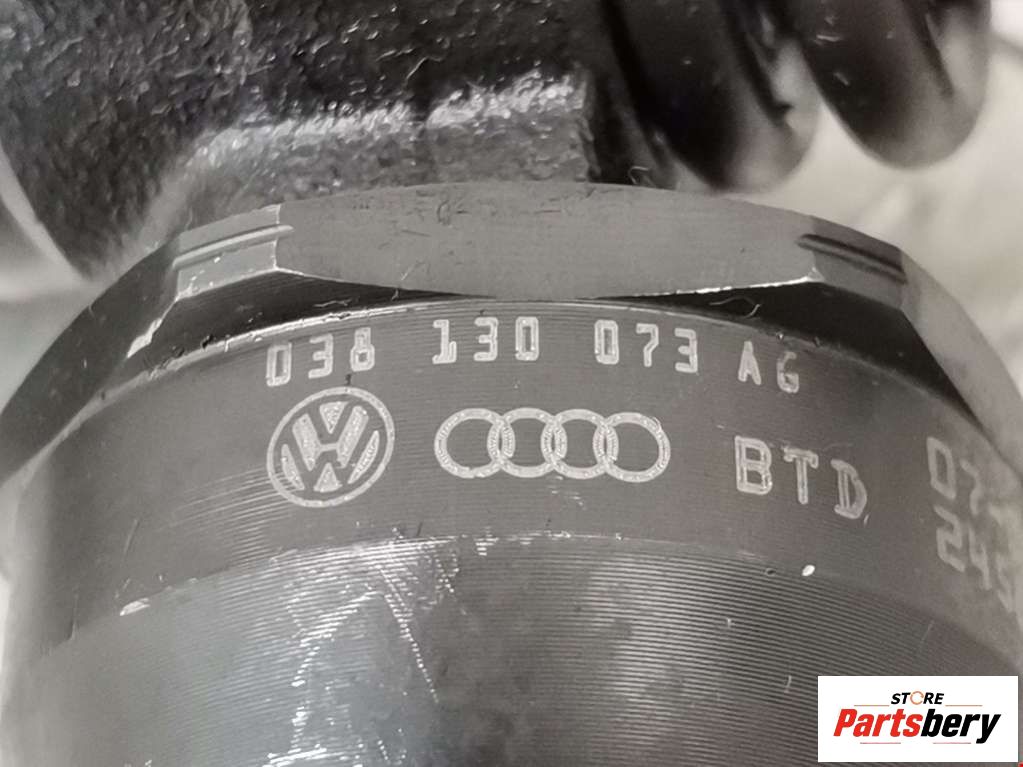 038 130 073 AG
BTD
STORE
Partsbery